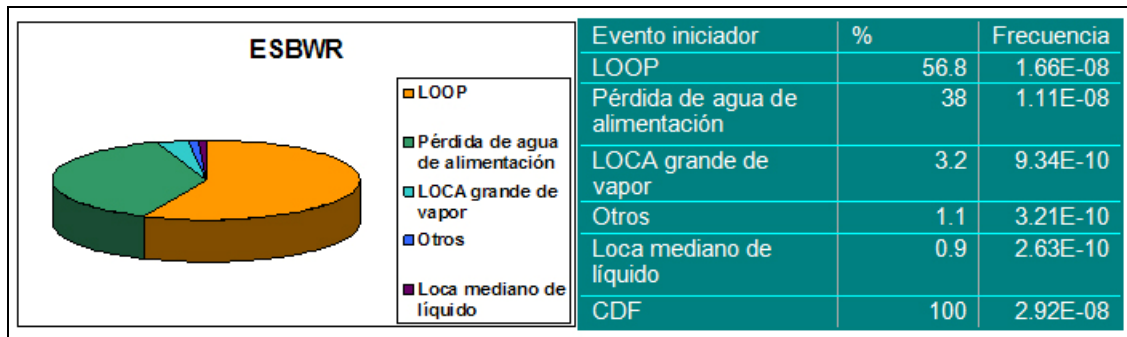 ESBWR
LOOP
Pérdida de agua
de alimentación
LOCA grande de
vapor
Otros
Loca mediano de
líquido
Evento iniciador % Frecuencia
LOOP 56.8 1.66E-08
Pérdida de agua de 38 1.11E-08
alimentación
LOCA grande de 3.2 9.34E-10
vapor
Otros 1.1 3.21E-10
Loca mediano de 0.9 2.63E-10
líquido
CDF 100 2.92E-08